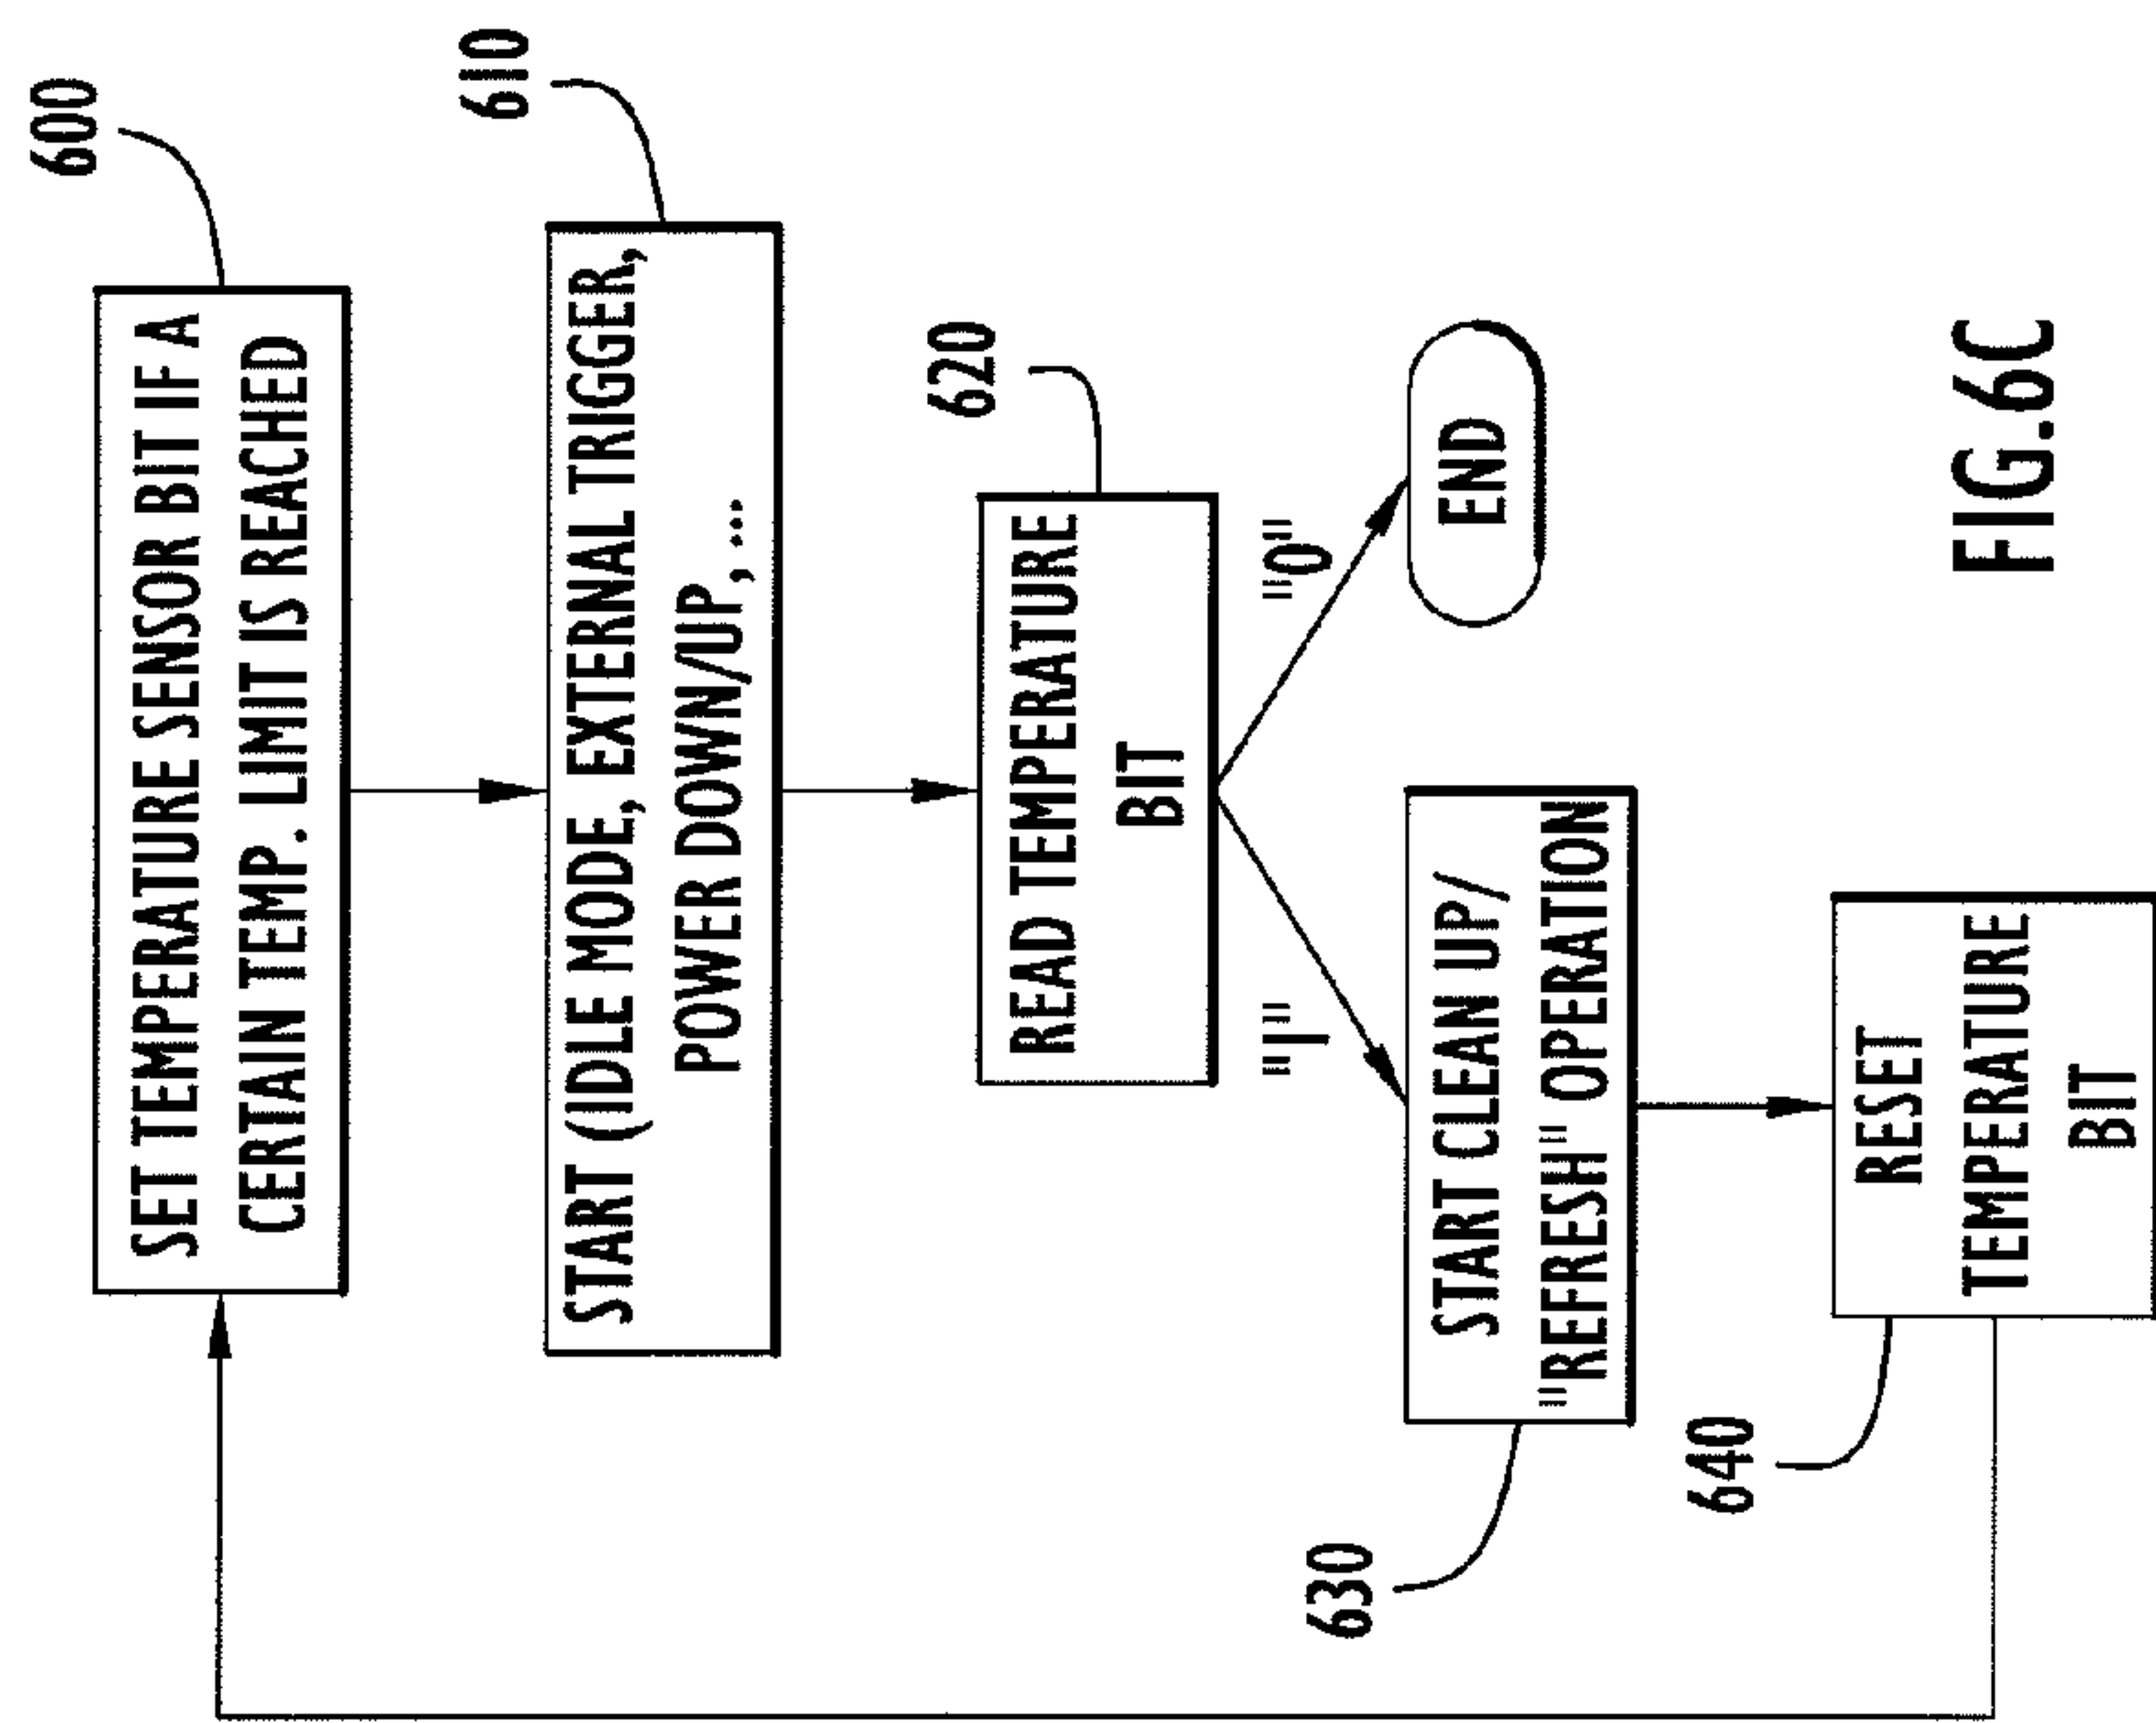 600
SET TEMPERATURE SENSOR BIT IF A
CERTAIN TEMP. LIMIT IS REACHED
610
START (IDLE MODE, EXTERNAL TRIGGER,
POWER DOWN/UP, ...
620
READ TEMPERATURE
BIT
"1"
"0"
END
630
START CLEAN UP/
"REFRESH" OPERATION
640
RESET
TEMPERATURE
BIT
FIG.6C